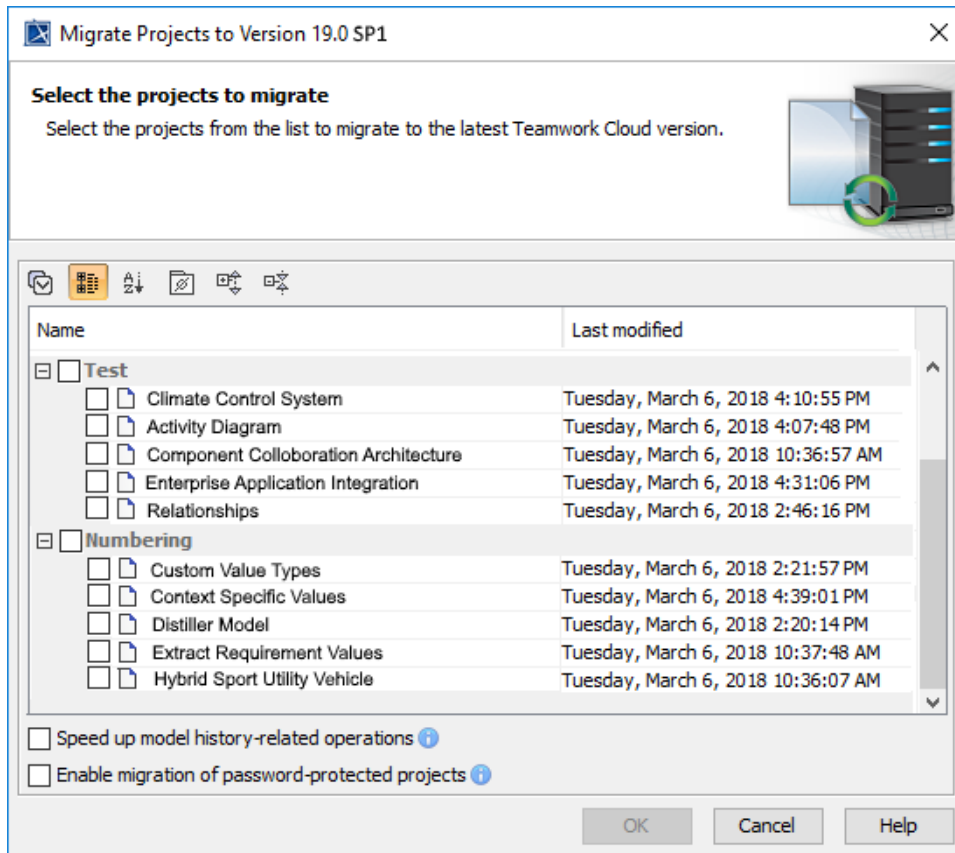 Migrate Projects to Version 19.0 SP1
Select the projects to migrate
Select the projects from the list to migrate to the latest Teamwork Cloud version.
Name Last modified
Test
Climate Control System Tuesday, March 6, 2018 4:10:55 PM
Activity Diagram Tuesday, March 6, 2018 4:07:48 PM
Component Colloboration Architecture Tuesday, March 6, 2018 10:36:57 AM
Enterprise Application Integration Tuesday, March 6, 2018 4:31:06 PM
Relationships Tuesday, March 6, 2018 2:46:16 PM
Numbering
Custom Value Types Tuesday, March 6, 2018 2:21:57 PM
Context Specific Values Tuesday, March 6, 2018 4:39:01 PM
Distiller Model Tuesday, March 6, 2018 2:20:14 PM
Extract Requirement Values Tuesday, March 6, 2018 10:37:48 AM
Hybrid Sport Utility Vehicle Tuesday, March 6, 2018 10:36:07 AM
Speed up model history-related operations
Enable migration of password-protected projects
OK Cancel Help